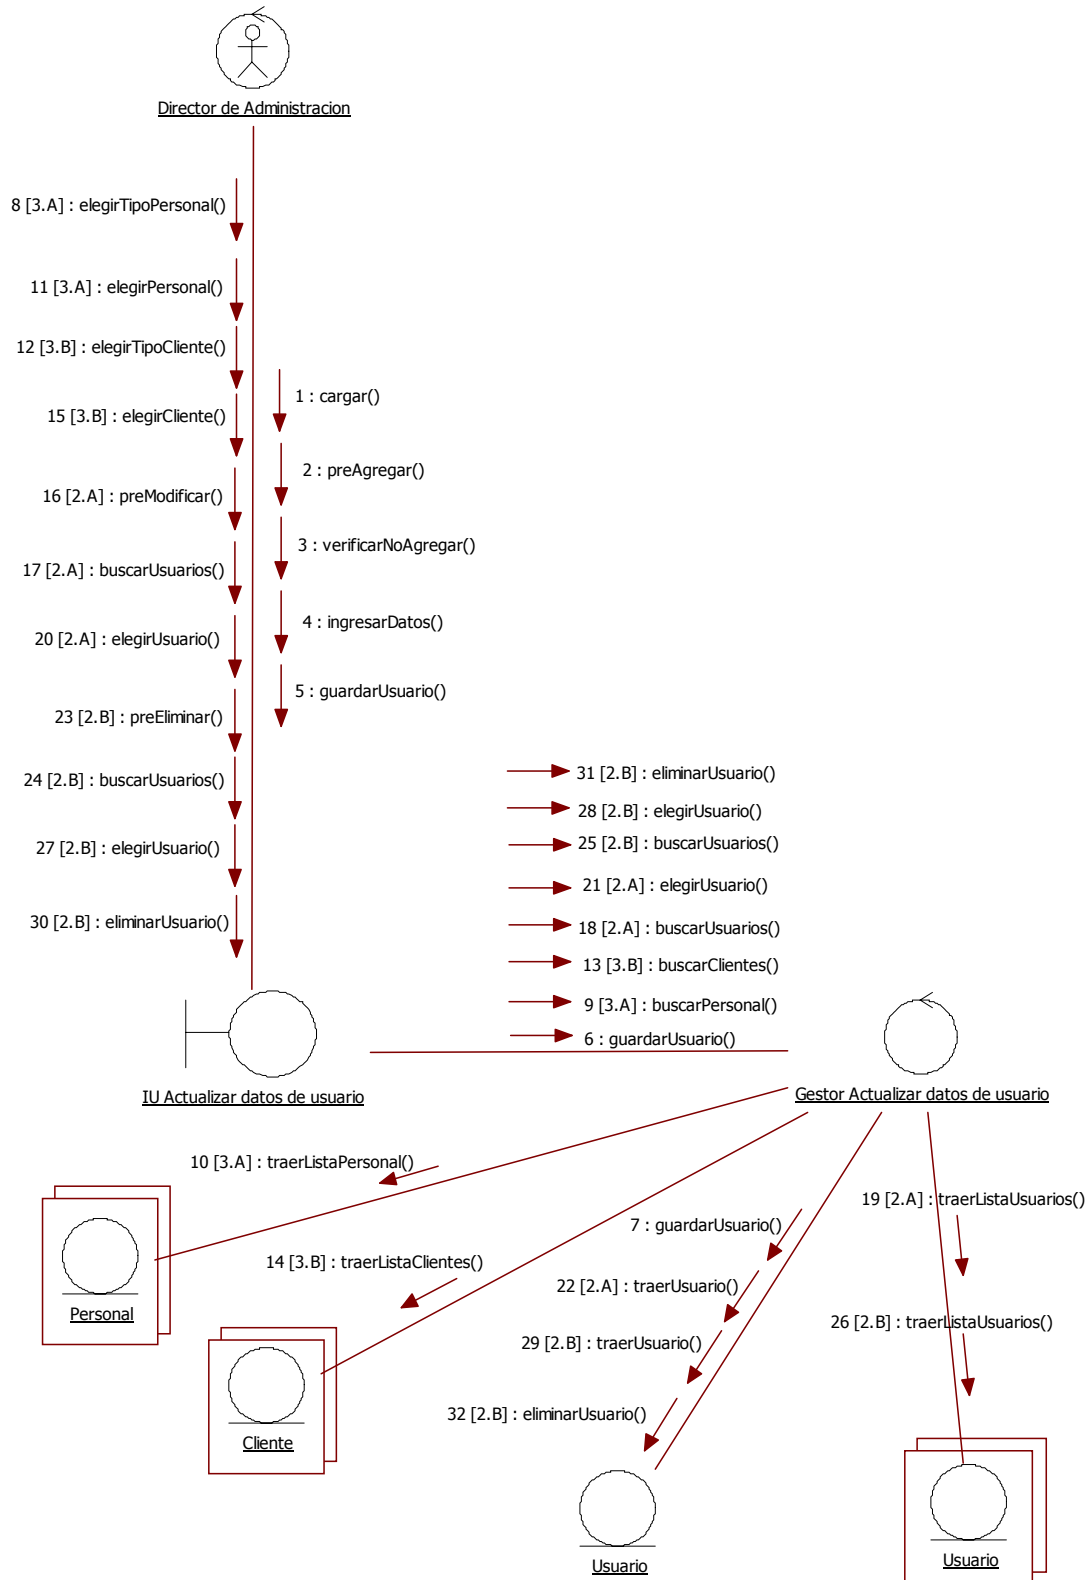 Director de Administracion
8 [3.A] : elegirTipoPersonal()
11 [3.A] : elegirPersonal()
12 [3.B] : elegirTipoCliente()
1 : cargar()
15 [3.B] : elegirCliente()
2 : preAgregar()
16 [2.A] : preModificar()
3 : verificarNoAgregar()
17 [2.A] : buscarUsuarios()
4 : ingresarDatos()
20 [2.A] : elegirUsuario()
5 : guardarUsuario()
23 [2.B] : preEliminar()
24 [2.B] : buscarUsuarios()
31 [2.B] : eliminarUsuario()
28 [2.B] : elegirUsuario()
25 [2.B] : buscarUsuarios()
27 [2.B] : elegirUsuario()
21 [2.A] : elegirUsuario()
30 [2.B] : eliminarUsuario()
18 [2.A] : buscarUsuarios()
13 [3.B] : buscarClientes()
9 [3.A] : buscarPersonal()
6 : guardarUsuario()
IU Actualizar datos de usuario
Gestor Actualizar datos de usuario
10 [3.A] : traerListaPersonal()
19 [2.A] : traerListaUsuarios()
7 : guardarUsuario()
14 [3.B] : traerListaClientes()
22 [2.A] : traerUsuario()
Personal
26 [2.B] : traerListaUsuarios()
29 [2.B] : traerUsuario()
32 [2.B] : eliminarUsuario()
Cliente
Usuario
Usuario